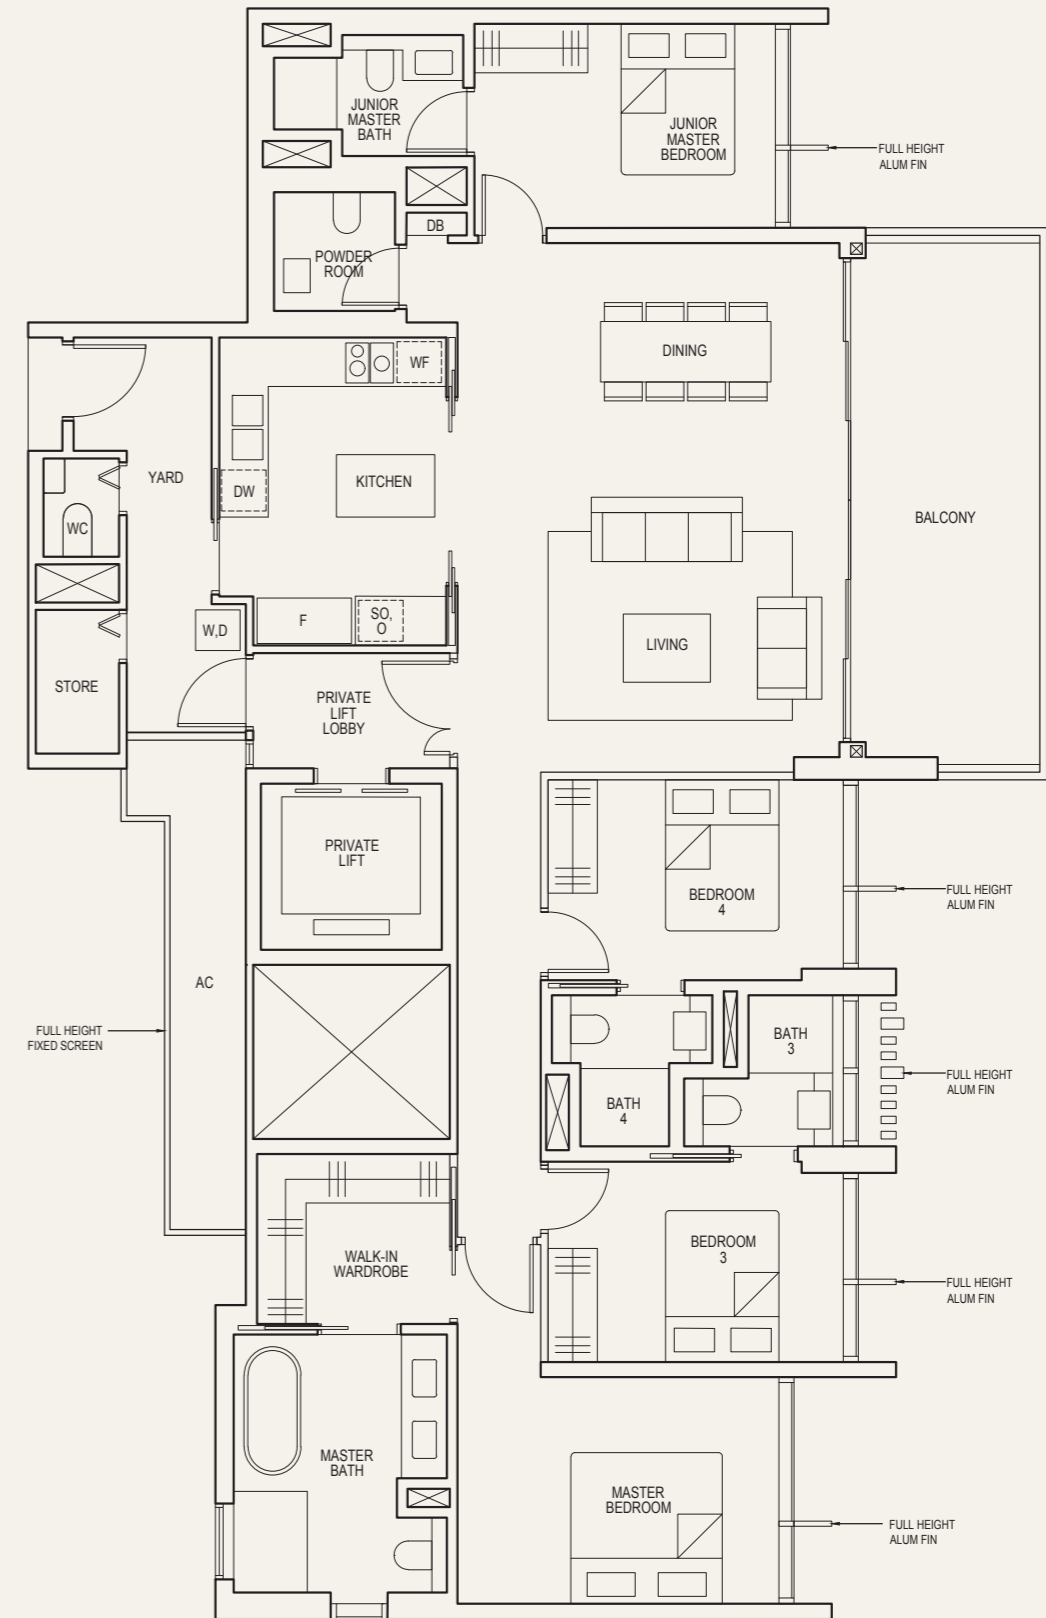 JUNIOR
MASTER
BATH
JUNIOR
MASTER
BEDROOM
FULL HEIGHT
ALUM FIN
DB
POWDER
ROOM
DINING
WF
KITCHEN
YARD
DW
WC
BALCONY
F
SO,
O
W,D
LIVING
STORE
PRIVATE
LIFT
LOBBY
PRIVATE
LIFT
BEDROOM
4
FULL HEIGHT
ALUM FIN
AC
FULL HEIGHT
FIXED SCREEN
BATH
3
FULL HEIGHT
ALUM FIN
BATH
4
WALK-IN
WARDROBE
BEDROOM
3
FULL HEIGHT
ALUM FIN
MASTER
BATH
MASTER
BEDROOM
FULL HEIGHT
ALUM FIN